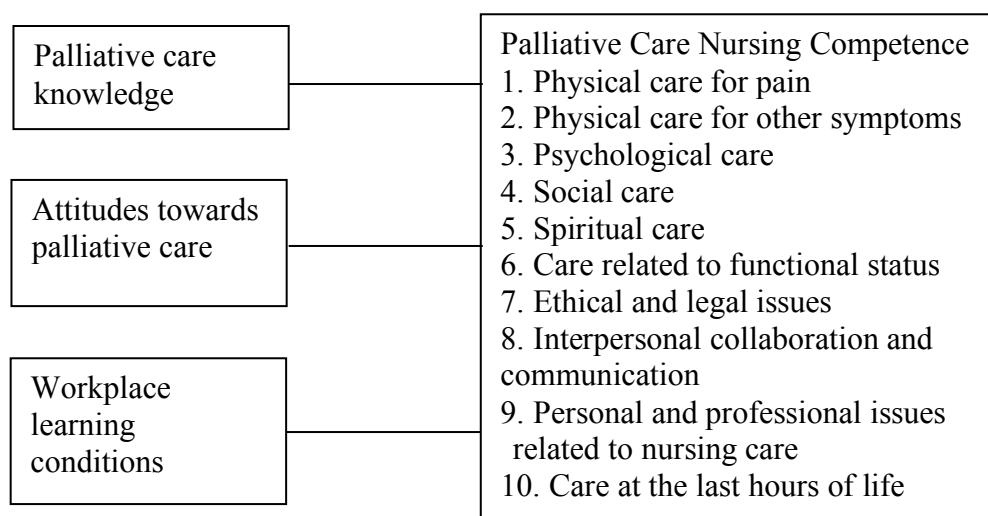 Palliative care
knowledge
Attitudes towards
palliative care
Workplace
learning
conditions
Palliative Care Nursing Competence
1. Physical care for pain
2. Physical care for other symptoms
3. Psychological care
4. Social care
5. Spiritual care
6. Care related to functional status
7. Ethical and legal issues
8. Interpersonal collaboration and
communication
9. Personal and professional issues
related to nursing care
10. Care at the last hours of life